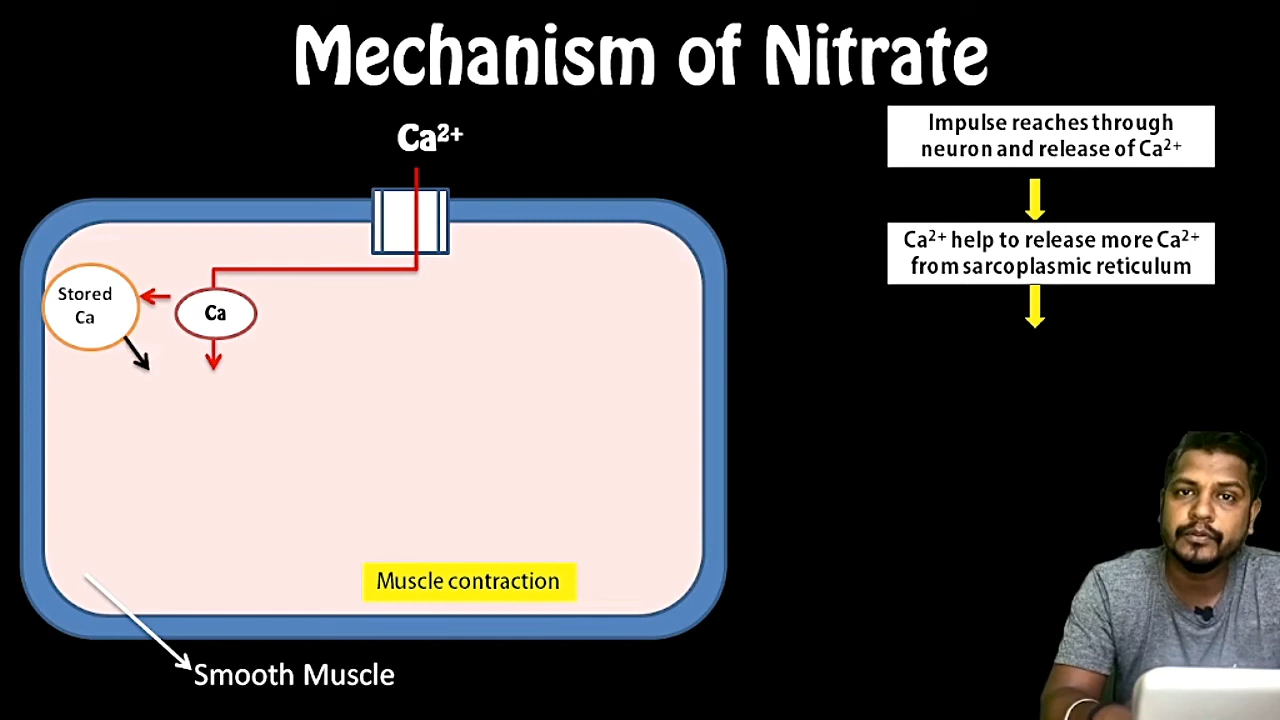 Mechanism of Nitrate
Ca²⁺
Impulse reaches through
neuron and release of Ca²⁺
Ca²⁺ help to release more Ca²⁺
from sarcoplasmic reticulum
Stored
Ca
Ca
Muscle contraction
Smooth Muscle